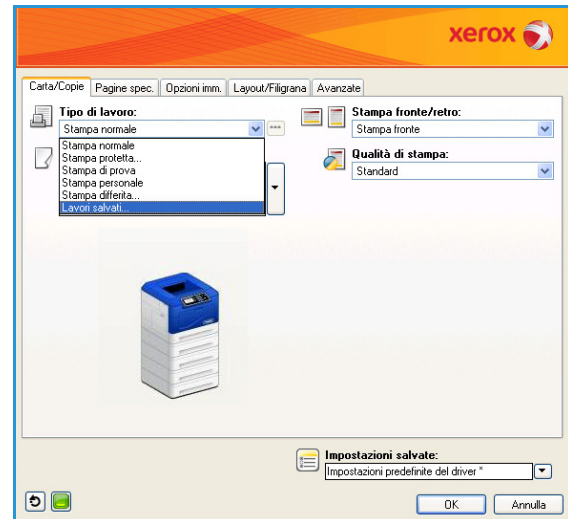 xerox
Carta/Copie Pagine spec. Opzioni imm. Layout/Filigrana Avanzate
Tipo di lavoro:
Stampa normale
Stampa normale
Stampa protetta...
Stampa di prova
Stampa personale
Stampa differita...
Lavori salvati...
Stampa fronte/retro:
Stampa fronte
Qualità di stampa:
Standard
Impostazioni salvate:
Impostazioni predefinite del driver *
OK Annulla